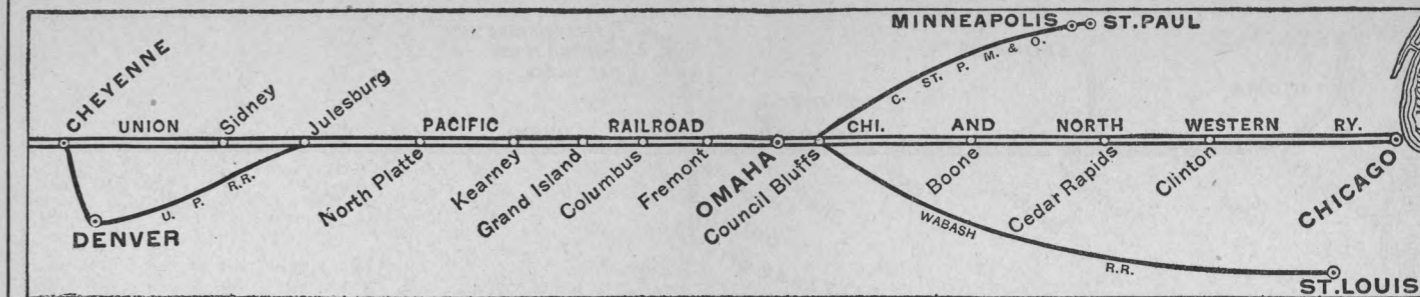 MINNEAPOLIS ST. PAUL
C. ST. P. M. & O.
CHEYENNE
Sidney
Julesburg
UNION PACIFIC RAILROAD CHI. AND NORTH WESTERN RY.
U. P. R.R.
DENVER
North Platte
Kearney
Grand Island
Columbus
Fremont
OMAHA
Council Bluffs
Boone
Cedar Rapids
Clinton
CHICAGO
WABASH R.R.
ST. LOUIS